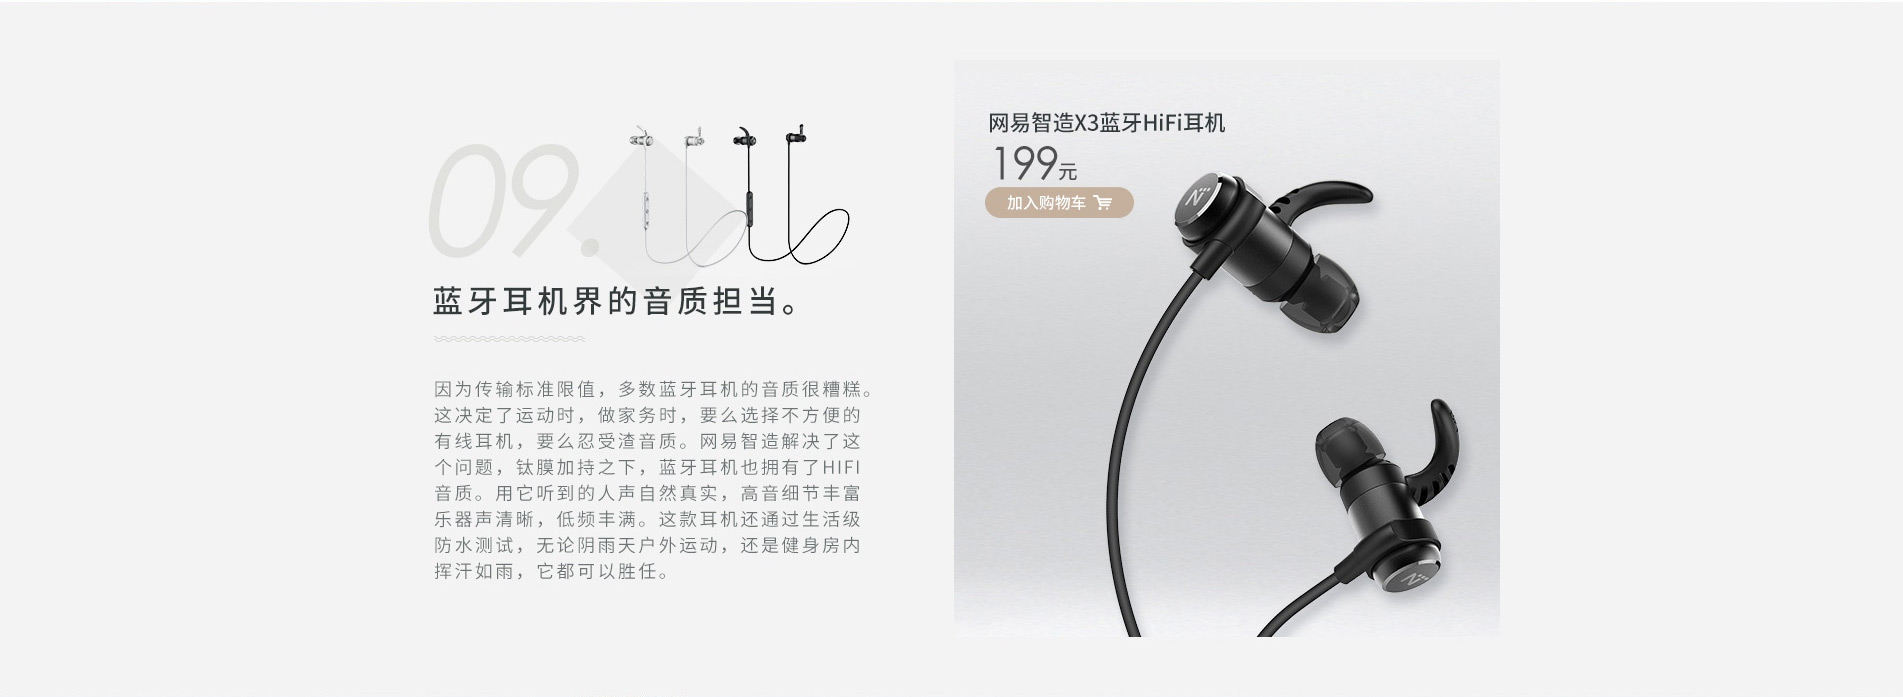 09.
蓝牙耳机界的音质担当。
因为传输标准限值，多数蓝牙耳机的音质很糟糕。
这决定了运动时，做家务时，要么选择不方便的
有线耳机，要么忍受渣音质。网易智造解决了这
个问题，钛膜加持之下，蓝牙耳机也拥有了HIFI
音质。用它听到的人声自然真实，高音细节丰富
乐器声清晰，低频丰满。这款耳机还通过生活级
防水测试，无论阴雨天户外运动，还是健身房内
挥汗如雨，它都可以胜任。
网易智造X3蓝牙HiFi耳机
199元
加入购物车